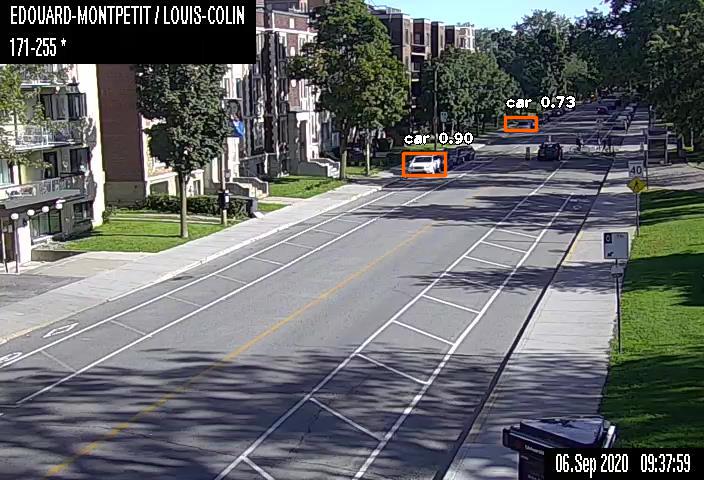 EDOUARD-MONTPETIT / LOUIS-COLIN
171-255 *
car 0.73
car 0.90
40
06.Sep 2020 09:37:59